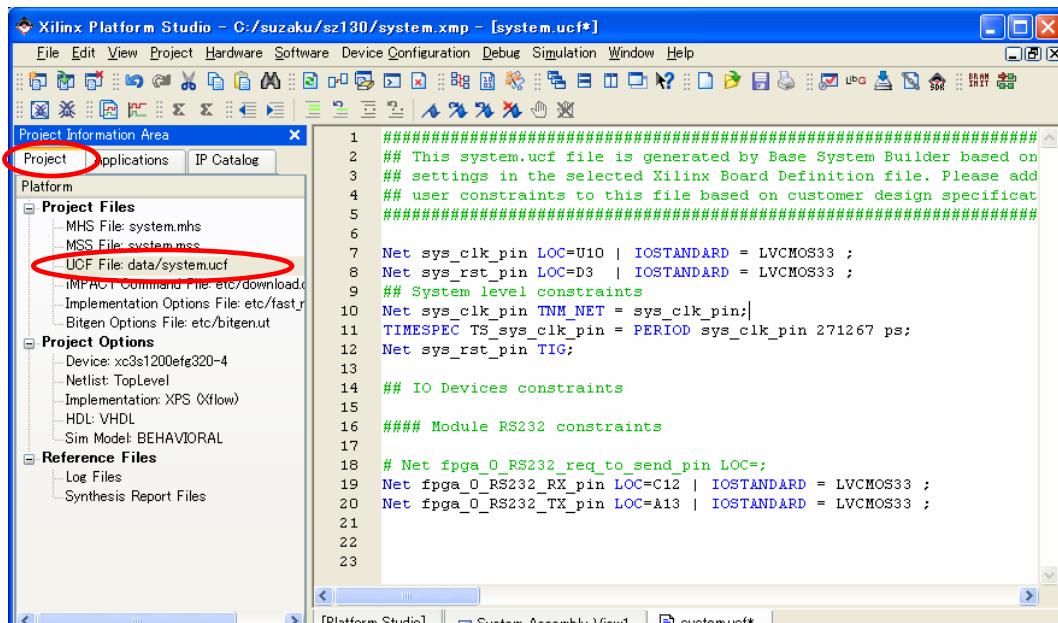 Xilinx Platform Studio - C:/suzaku/sz130/system.xmp - [system.ucf*]
File Edit View Project Hardware Software Device Configuration Debug Simulation Window Help
Project Information Area
Project Applications IP Catalog
Platform
Project Files
MHS File: system.mhs
MSS File: system.mss
UCF File: data/system.ucf
iMPACT Command File: etc/download.c
Implementation Options File: etc/fast_r
Bitgen Options File: etc/bitgen.ut
Project Options
Device: xc3s1200efg320-4
Netlist: TopLevel
Implementation: XPS (Xflow)
HDL: VHDL
Sim Model: BEHAVIORAL
Reference Files
Log Files
Synthesis Report Files
1 ####################################################################
2 ## This system.ucf file is generated by Base System Builder based on
3 ## settings in the selected Xilinx Board Definition file. Please add
4 ## user constraints to this file based on customer design specificat
5 ####################################################################
6
7 Net sys_clk_pin LOC=U10 | IOSTANDARD = LVCMOS33 ;
8 Net sys_rst_pin LOC=D3 | IOSTANDARD = LVCMOS33 ;
9 ## System level constraints
10 Net sys_clk_pin TNM_NET = sys_clk_pin;
11 TIMESPEC TS_sys_clk_pin = PERIOD sys_clk_pin 271267 ps;
12 Net sys_rst_pin TIG;
13
14 ## IO Devices constraints
15
16 #### Module RS232 constraints
17
18 # Net fpga_0_RS232_req_to_send_pin LOC=;
19 Net fpga_0_RS232_RX_pin LOC=C12 | IOSTANDARD = LVCMOS33 ;
20 Net fpga_0_RS232_TX_pin LOC=A13 | IOSTANDARD = LVCMOS33 ;
21
22
23
[Platform Studio] System Assembly View1 system.ucf*